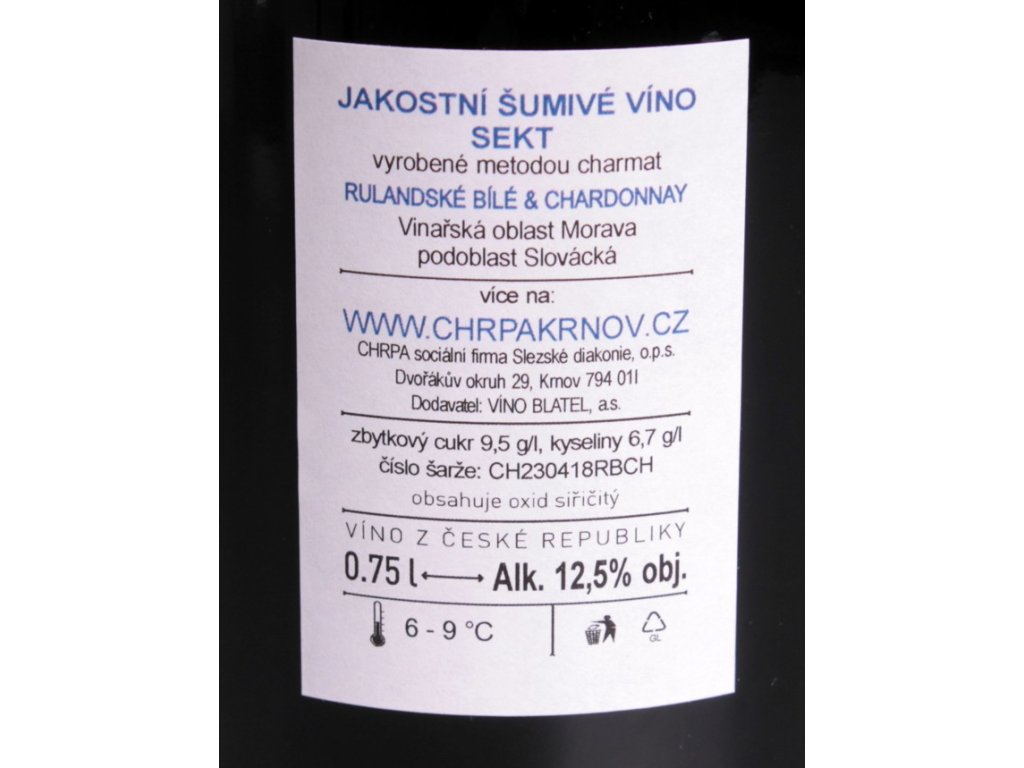 JAKOSTNÍ ŠUMIVÉ VÍNO
SEKT
vyrobené metodou charmat
RULANDSKÉ BÍLÉ & CHARDONNAY
Vinařská oblast Morava
podoblast Slovácká
více na:
WWW.CHRPAKRNOV.CZ
CHRPA sociální firma Slezské diakonie, o.p.s.
Dvořákův okruh 29, Krnov 794 01
Dodavatel: VÍNO BLATEL, a.s.
zbytkový cukr 9,5 g/l, kyseliny 6,7 g/l
číslo šarže: CH230418RBCH
obsahuje oxid siřičitý
VÍNO Z ČESKÉ REPUBLIKY
0.75 l ⟷ Alk. 12,5% obj.
6 - 9 °C
GL